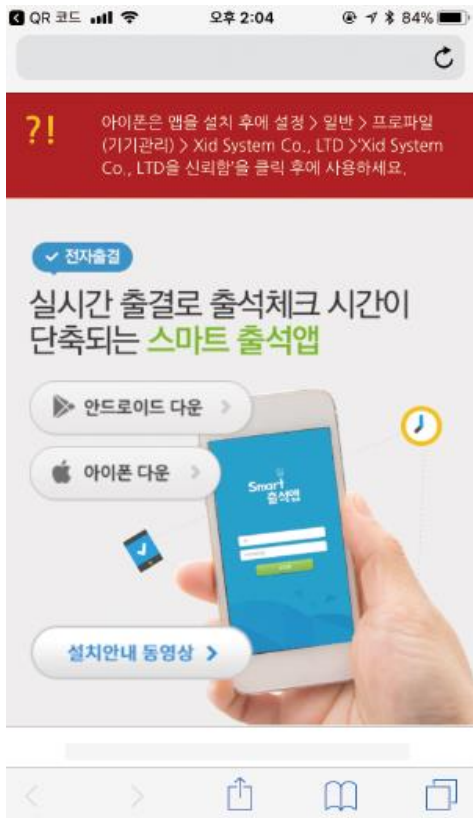 QR 코드
오후 2:04
84%
?!
아이폰은 앱을 설치 후에 설정 > 일반 > 프로파일
(기기관리) > Xid System Co., LTD >'Xid System
Co., LTD을 신뢰함'을 클릭 후에 사용하세요.
전자출결
실시간 출결로 출석체크 시간이
단축되는 스마트 출석앱
안드로이드 다운 >
아이폰 다운 >
Smart
출석앱
설치안내 동영상 >